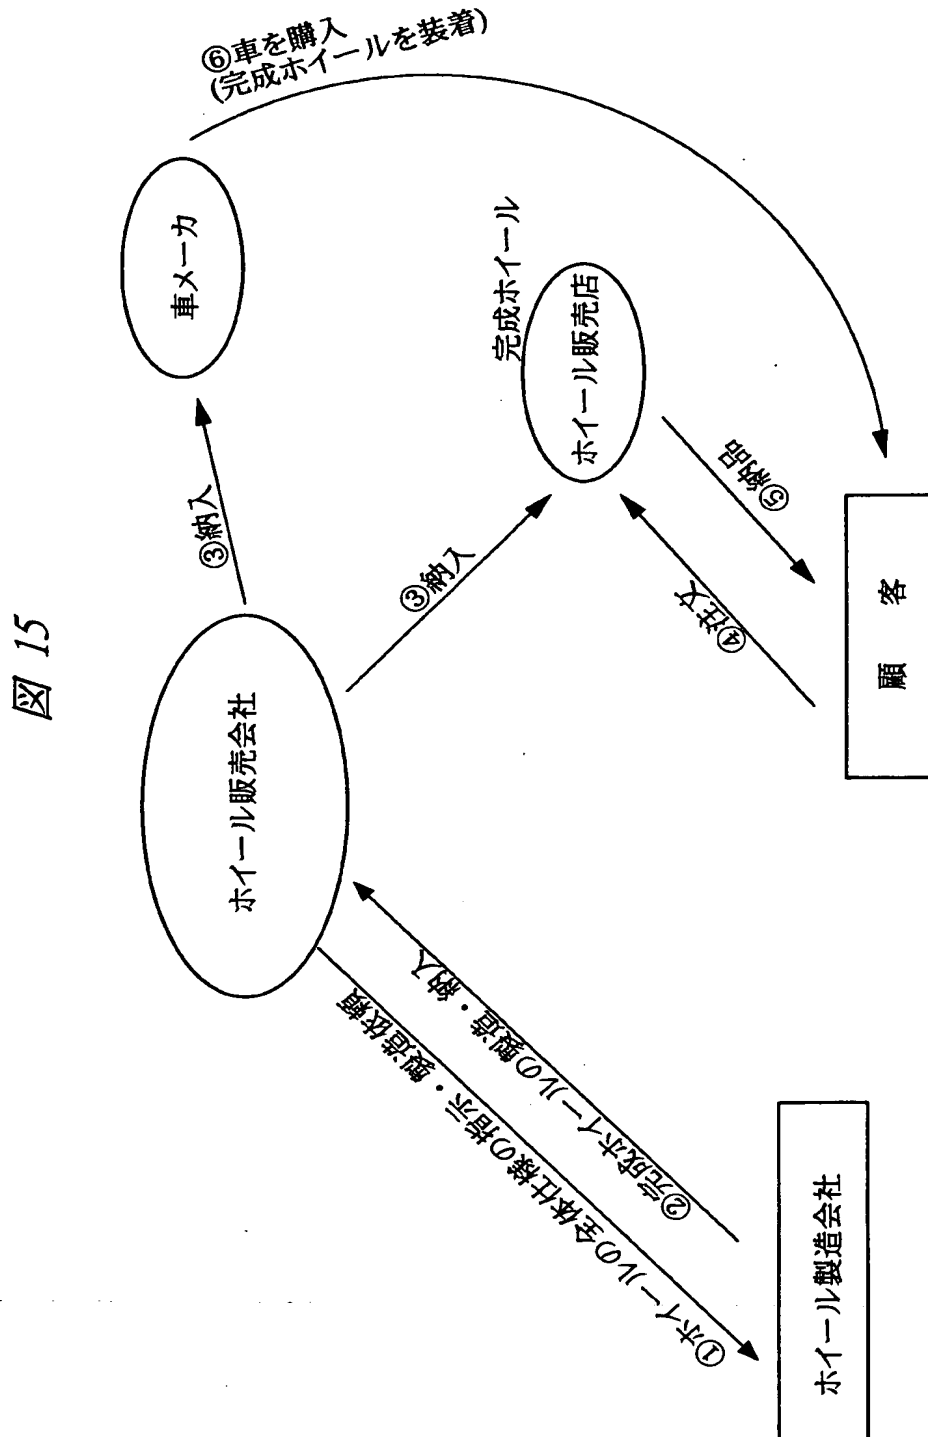 図 15
⑥車を購入
(完成ホイールを装着)
車メーカ
③納入
ホイール販売会社
③納入
完成ホイール
ホイール販売店
④注文
⑤納品
顧 客
①ホイールの全体仕様の指示・製造依頼
②完成ホイールの製造・納入
ホイール製造会社